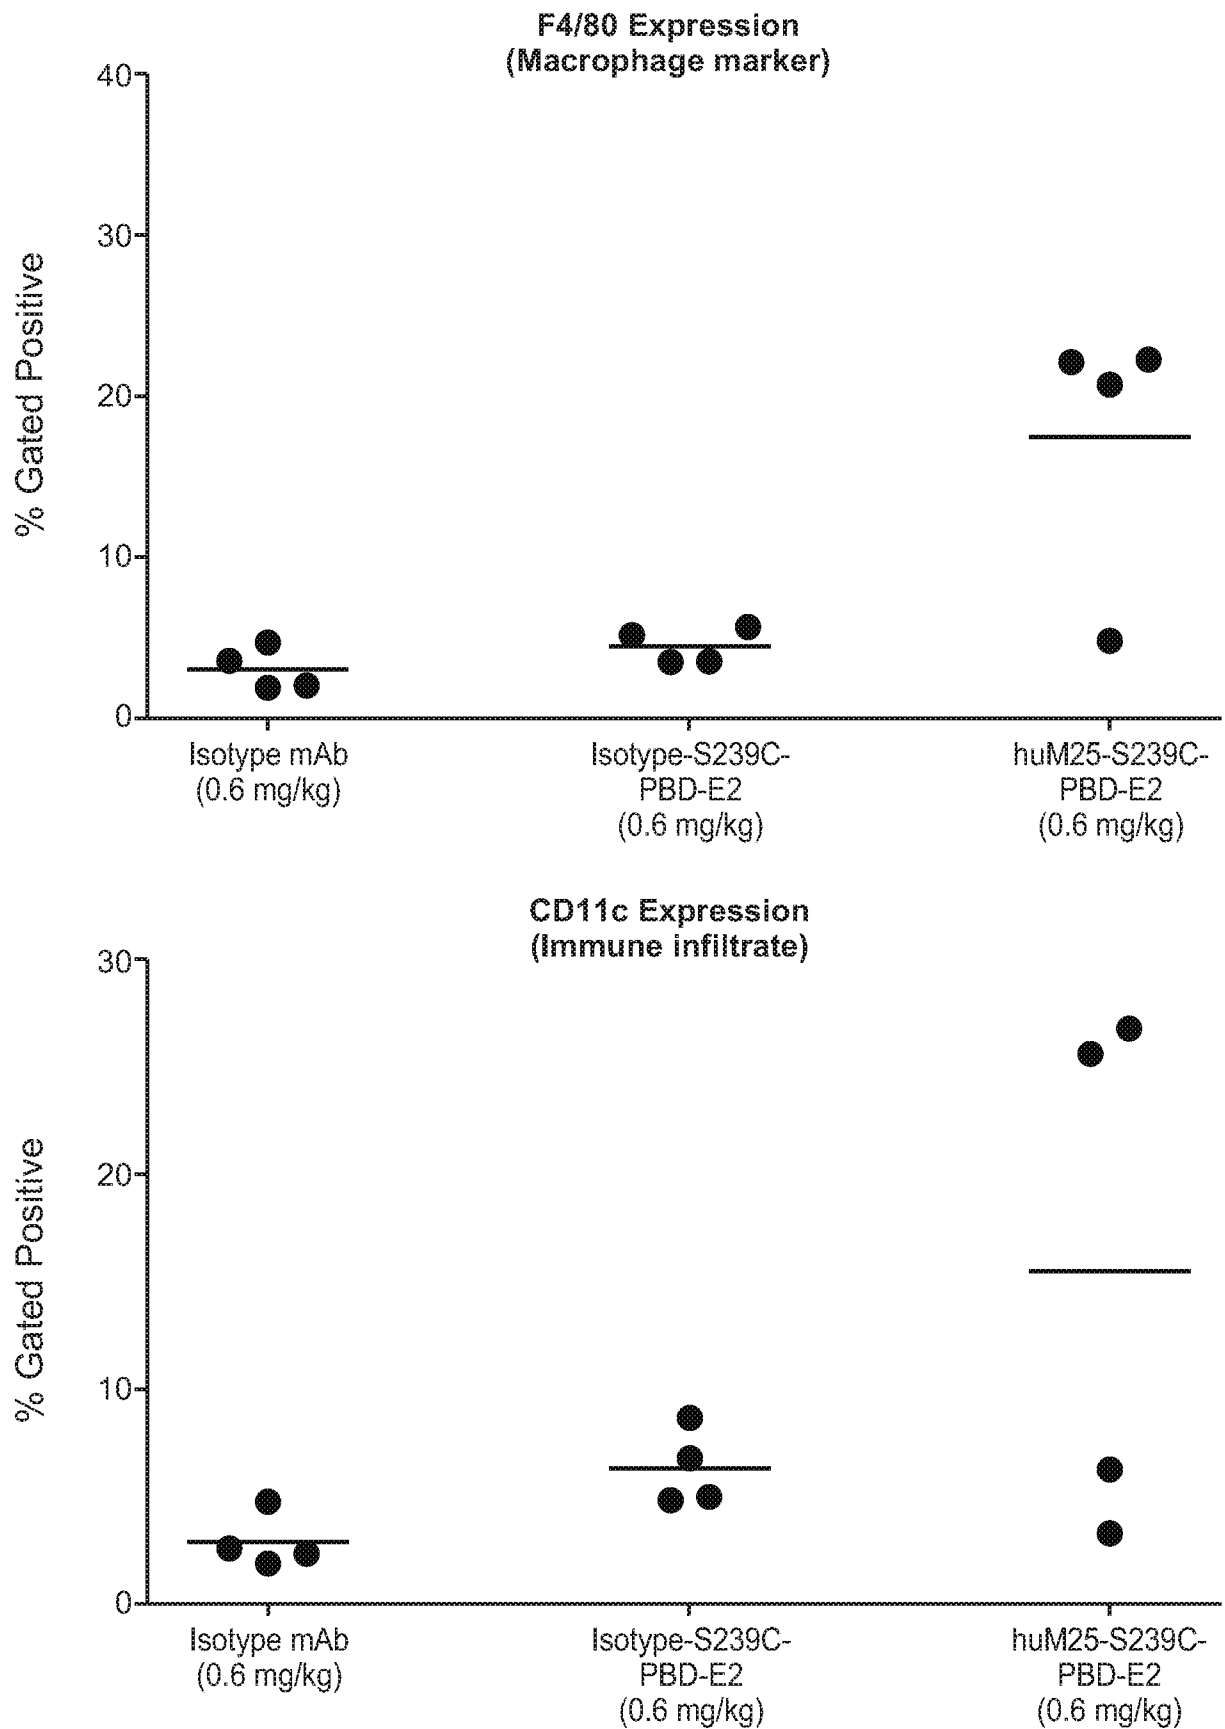 F4/80 Expression
(Macrophage marker)
40
30
20
10
0
% Gated Positive
Isotype mAb
(0.6 mg/kg)
Isotype-S239C-
PBD-E2
(0.6 mg/kg)
huM25-S239C-
PBD-E2
(0.6 mg/kg)
CD11c Expression
(Immune infiltrate)
30
20
10
0
% Gated Positive
Isotype mAb
(0.6 mg/kg)
Isotype-S239C-
PBD-E2
(0.6 mg/kg)
huM25-S239C-
PBD-E2
(0.6 mg/kg)